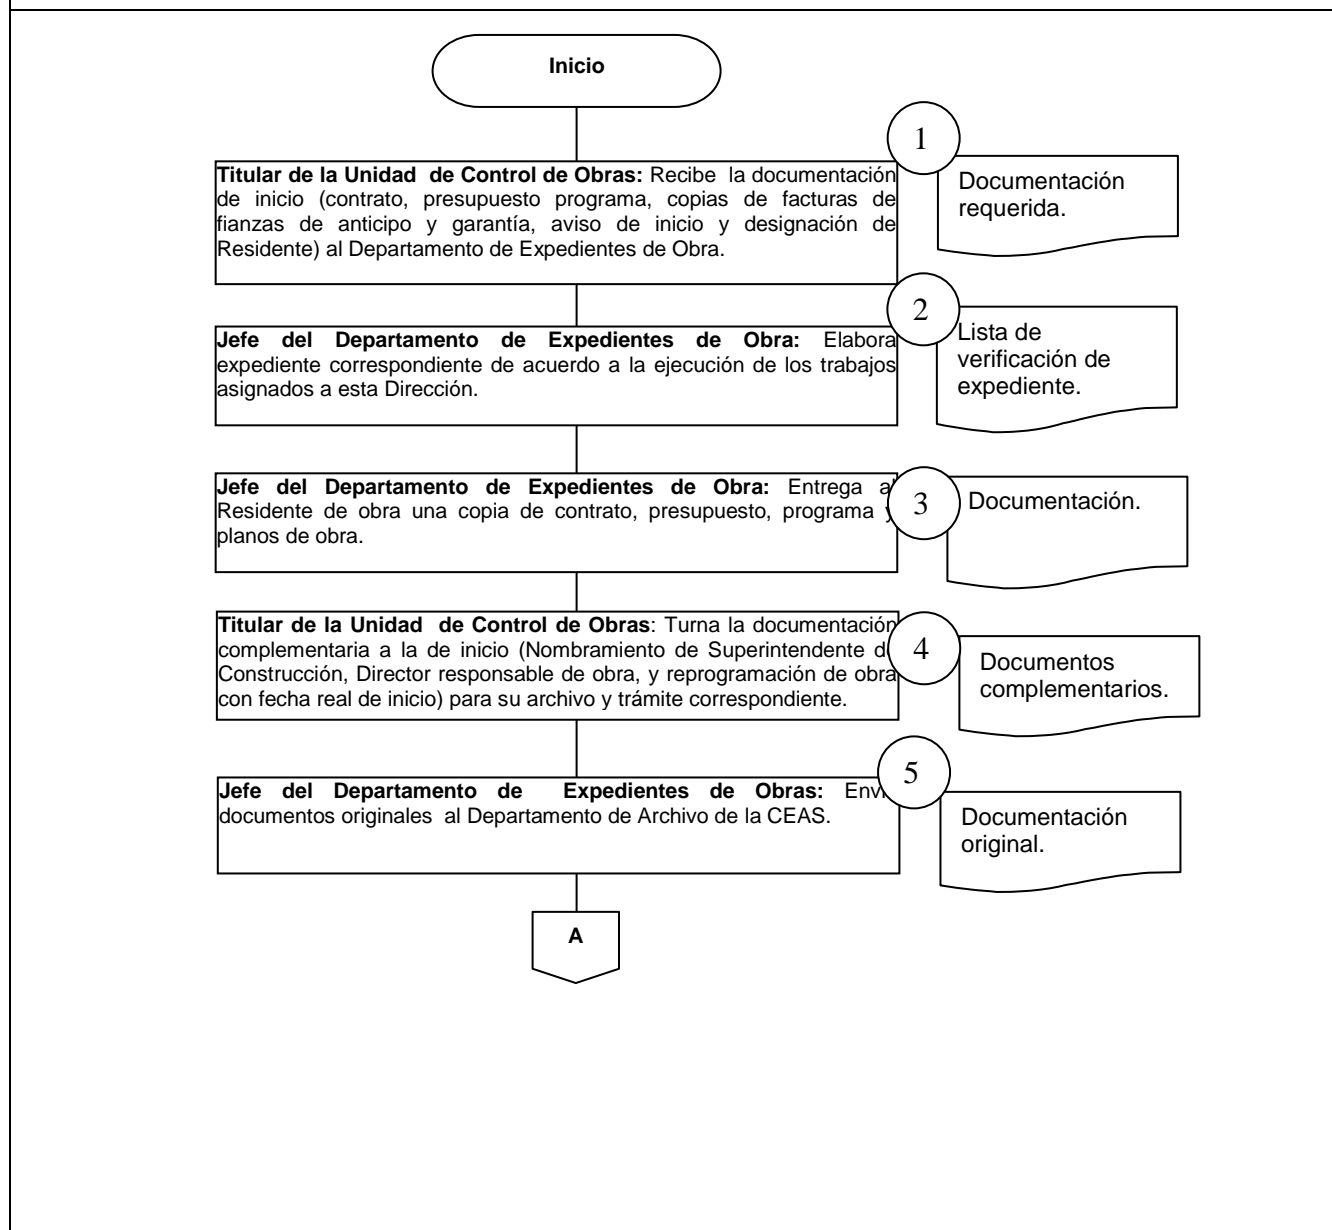 Inicio
1
Titular de la Unidad de Control de Obras: Recibe la documentación
de inicio (contrato, presupuesto programa, copias de facturas de
fianzas de anticipo y garantía, aviso de inicio y designación de
Residente) al Departamento de Expedientes de Obra.
Documentación
requerida.
2
Jefe del Departamento de Expedientes de Obra: Elabora
expediente correspondiente de acuerdo a la ejecución de los trabajos
asignados a esta Dirección.
Lista de
verificación de
expediente.
3
Jefe del Departamento de Expedientes de Obra: Entrega al
Residente de obra una copia de contrato, presupuesto, programa y
planos de obra.
Documentación.
4
Titular de la Unidad de Control de Obras: Turna la documentación
complementaria a la de inicio (Nombramiento de Superintendente de
Construcción, Director responsable de obra, y reprogramación de obra
con fecha real de inicio) para su archivo y trámite correspondiente.
Documentos
complementarios.
5
Jefe del Departamento de Expedientes de Obras:
documentos originales al Departamento de Archivo de la CEAS.
Documentación
original.
A